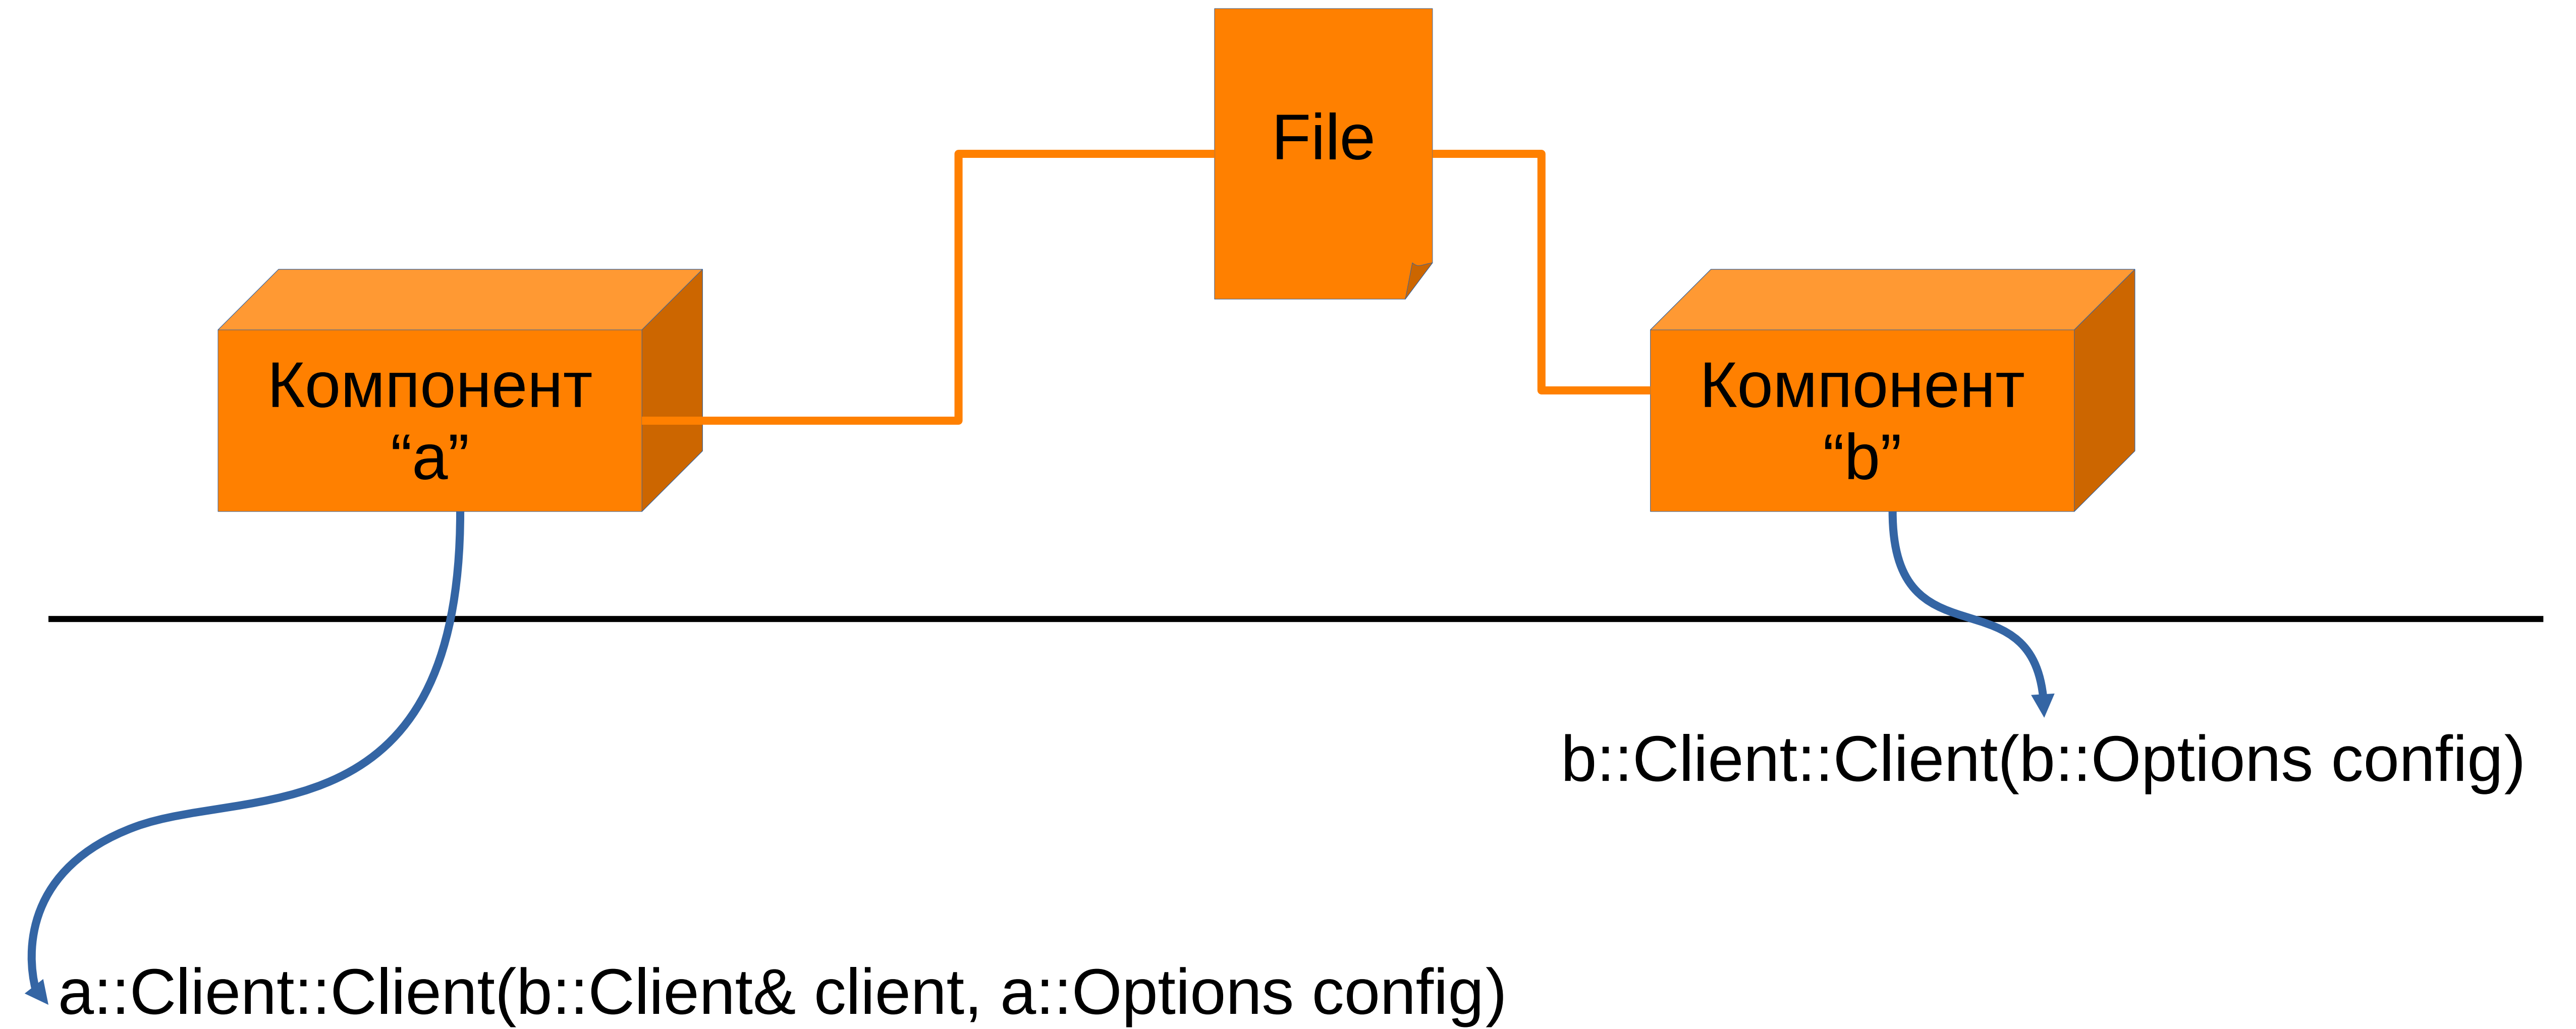 File
Компонент
“a”
Компонент
“b”
b::Client::Client(b::Options config)
a::Client::Client(b::Client& client, a::Options config)